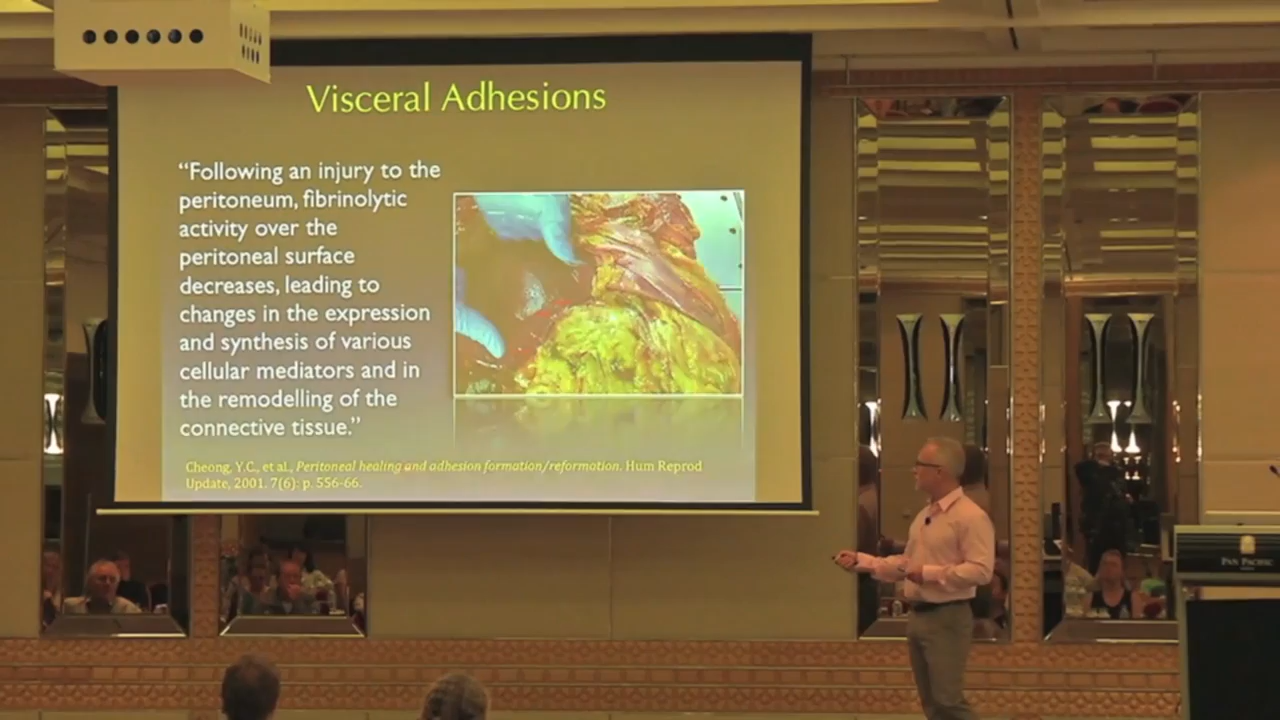 Visceral Adhesions
“Following an injury to the
peritoneum, fibrinolytic
activity over the
peritoneal surface
decreases, leading to
changes in the expression
and synthesis of various
cellular mediators and in
the remodelling of the
connective tissue.”
Cheong, Y.C., et al., Peritoneal healing and adhesion formation/reformation. Hum Reprod
Update, 2001. 7(6): p. 556-66.
PAN PACIFIC